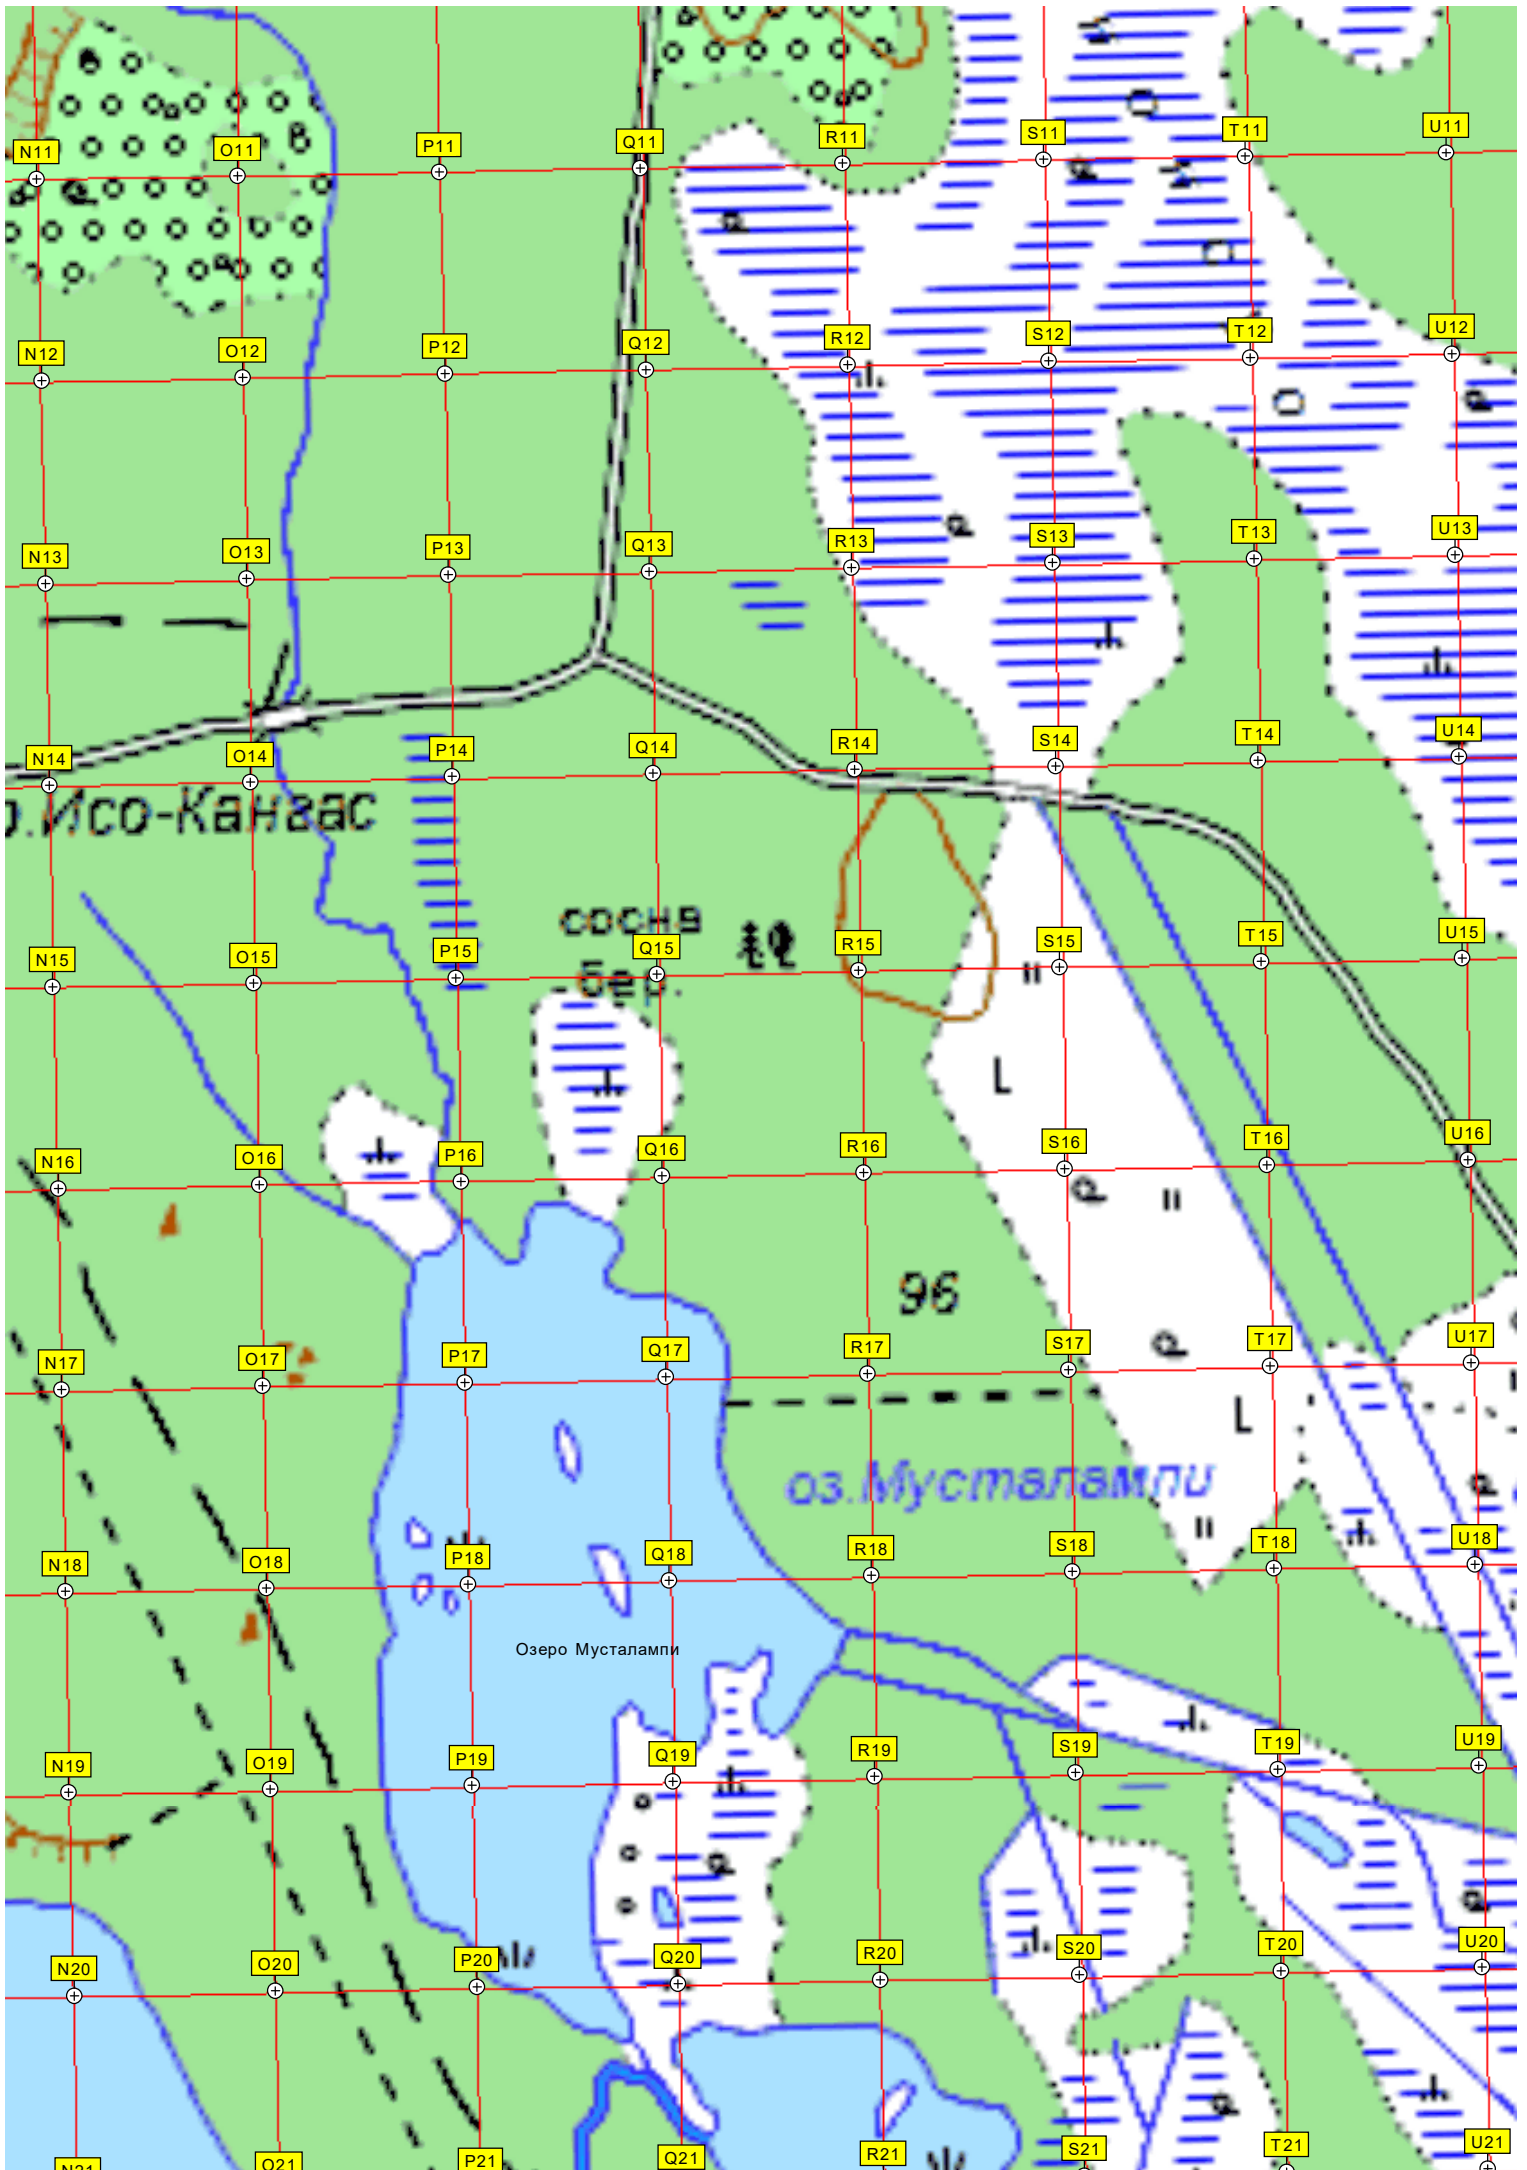 N11 O11 P11 Q11 R11 S11 T11 U11
N12 O12 P12 Q12 R12 S12 T12 U12
N13 O13 P13 Q13 R13 S13 T13 U13
N14 O14 P14 Q14 R14 S14 T14 U14
р.Исо-Кангас
сосна
N15 O15 P15 Q15 R15 S15 T15 U15
бер.
L
N16 O16 P16 Q16 R16 S16 T16 U16
96
N17 O17 P17 Q17 R17 S17 T17 U17
L
оз.Мусталампи
N18 O18 P18 Q18 R18 S18 T18 U18
Озеро Мусталампи
N19 O19 P19 Q19 R19 S19 T19 U19
N20 O20 P20 Q20 R20 S20 T20 U20
N21 O21 P21 Q21 R21 S21 T21 U21